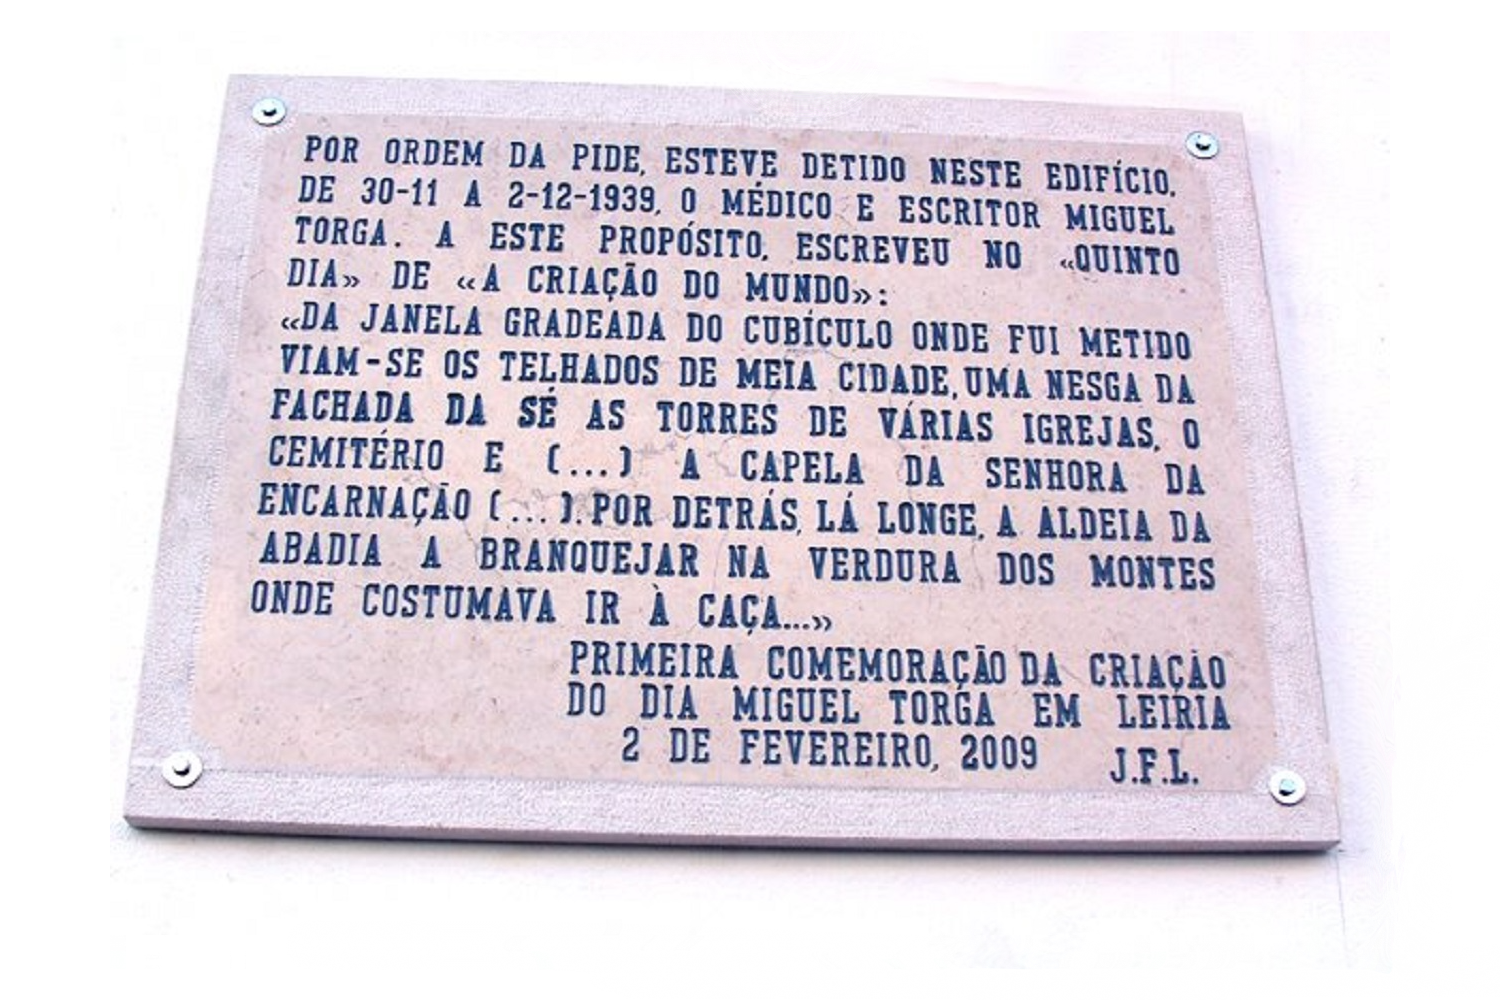 POR ORDEM DA PIDE, ESTEVE DETIDO NESTE EDIFÍCIO,
DE 30-11 A 2-12-1939, O MÉDICO E ESCRITOR MIGUEL
TORGA. A ESTE PROPÓSITO, ESCREVEU NO «QUINTO
DIA» DE «A CRIAÇÃO DO MUNDO»:
«DA JANELA GRADEADA DO CUBÍCULO ONDE FUI METIDO
VIAM-SE OS TELHADOS DE MEIA CIDADE, UMA NESGA DA
FACHADA DA SÉ AS TORRES DE VÁRIAS IGREJAS, O
CEMITÉRIO E (...) A CAPELA DA SENHORA DA
ENCARNAÇÃO (...). POR DETRÁS, LÁ LONGE, A ALDEIA DA
ABADIA A BRANQUEJAR NA VERDURA DOS MONTES
ONDE COSTUMAVA IR À CAÇA...»
PRIMEIRA COMEMORAÇÃO DA CRIAÇÃO
DO DIA MIGUEL TORGA EM LEIRIA
2 DE FEVEREIRO, 2009 J.F.L.